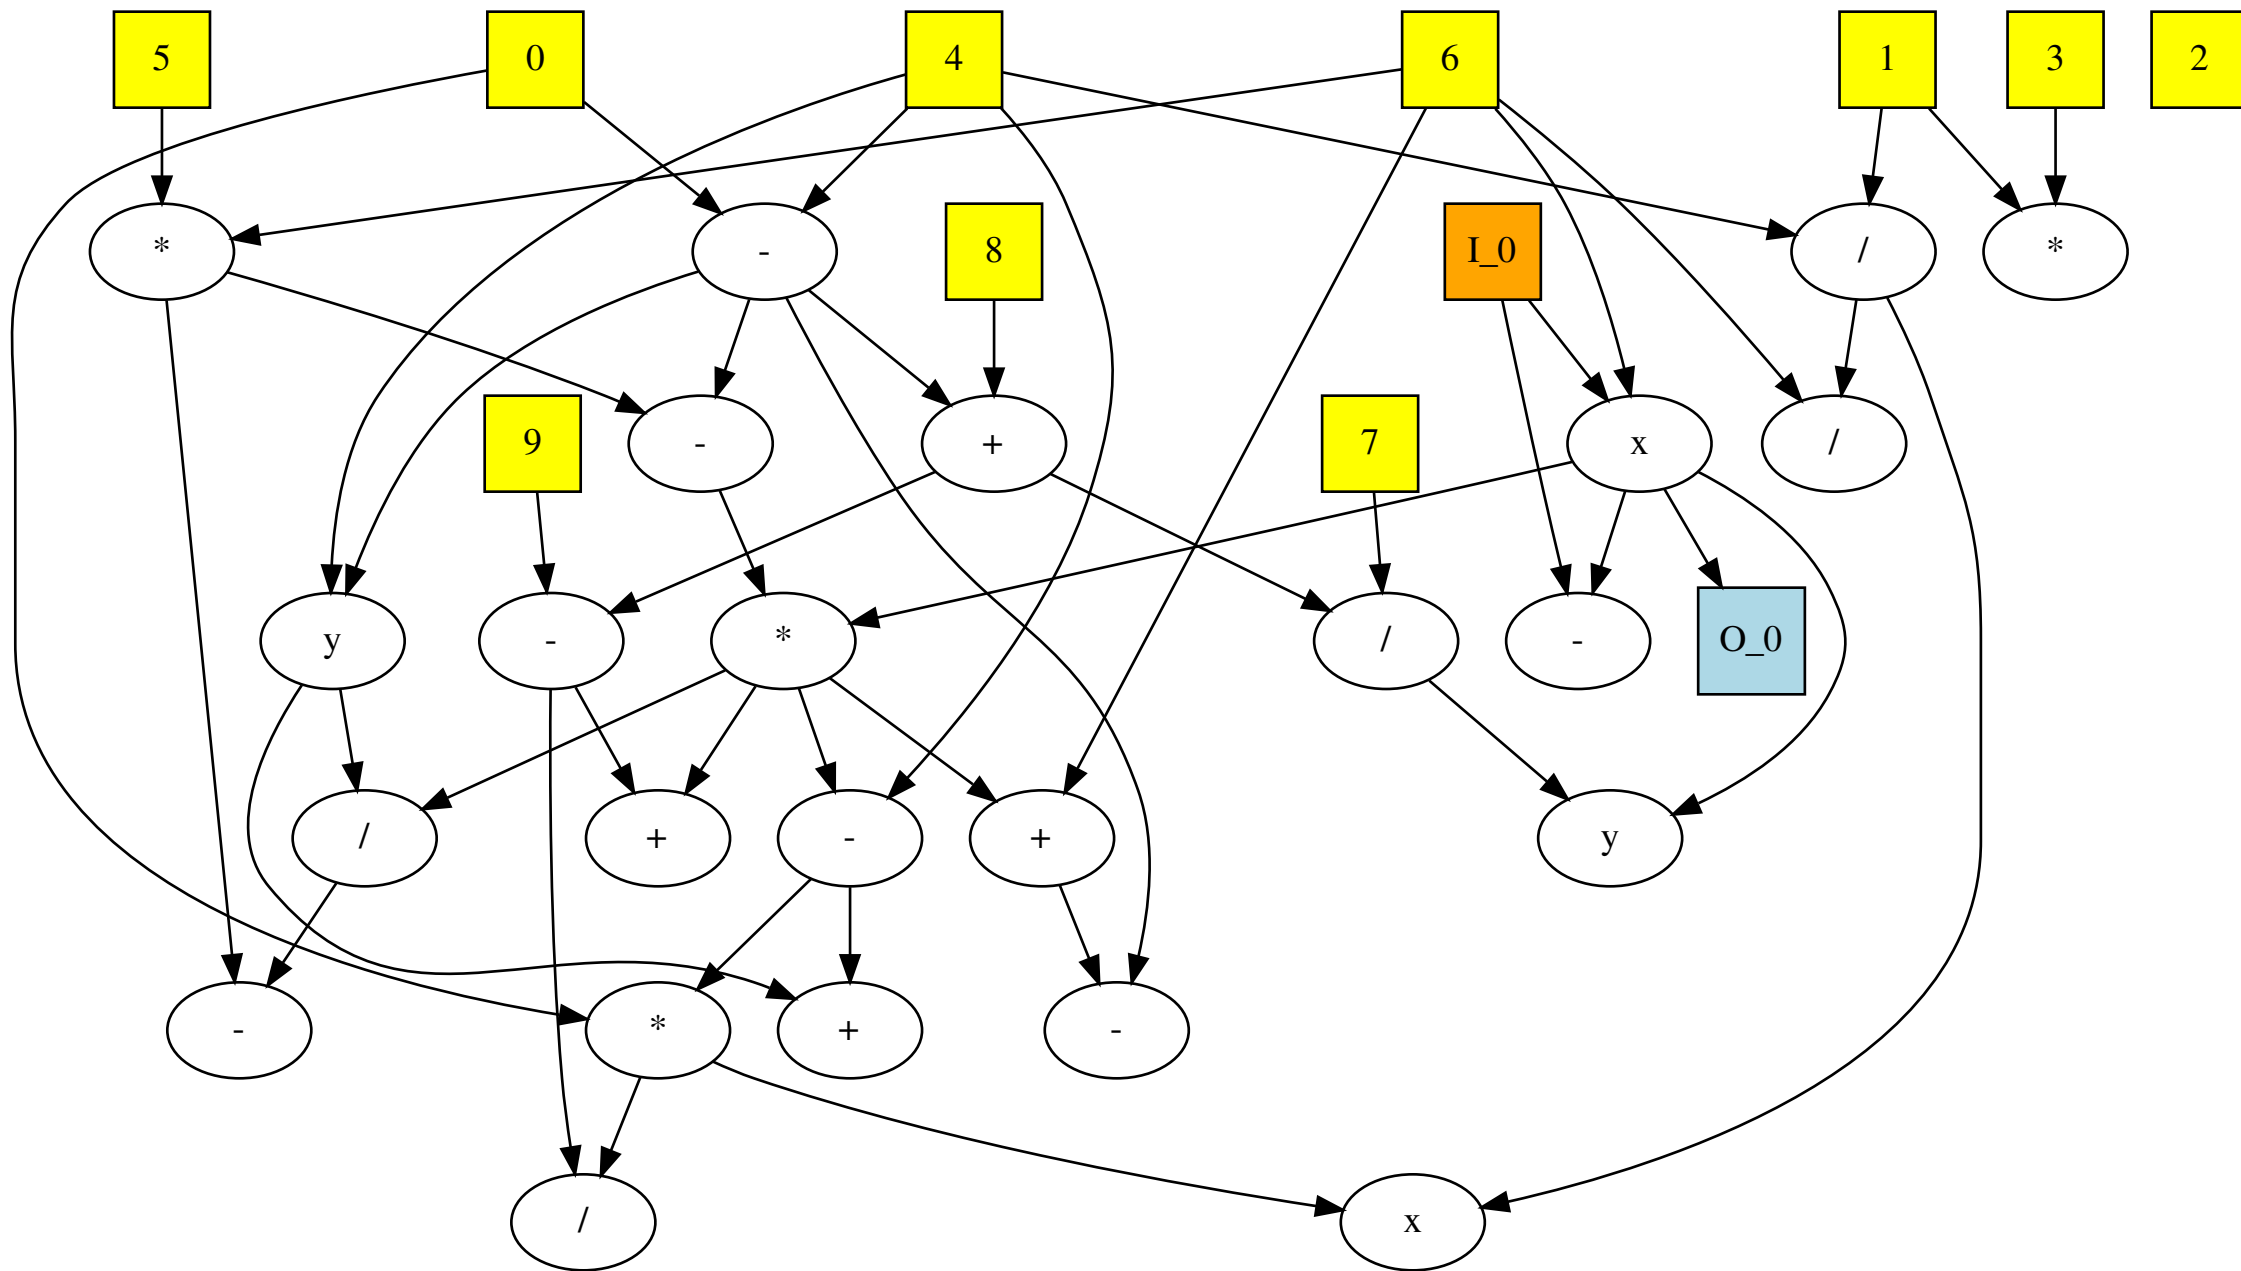 5 0 4 6 1 3 2
* - 8 I_0 / *
9 - + 7 x /
y - * / - O_0
/ + - + y
- * + -
/ x